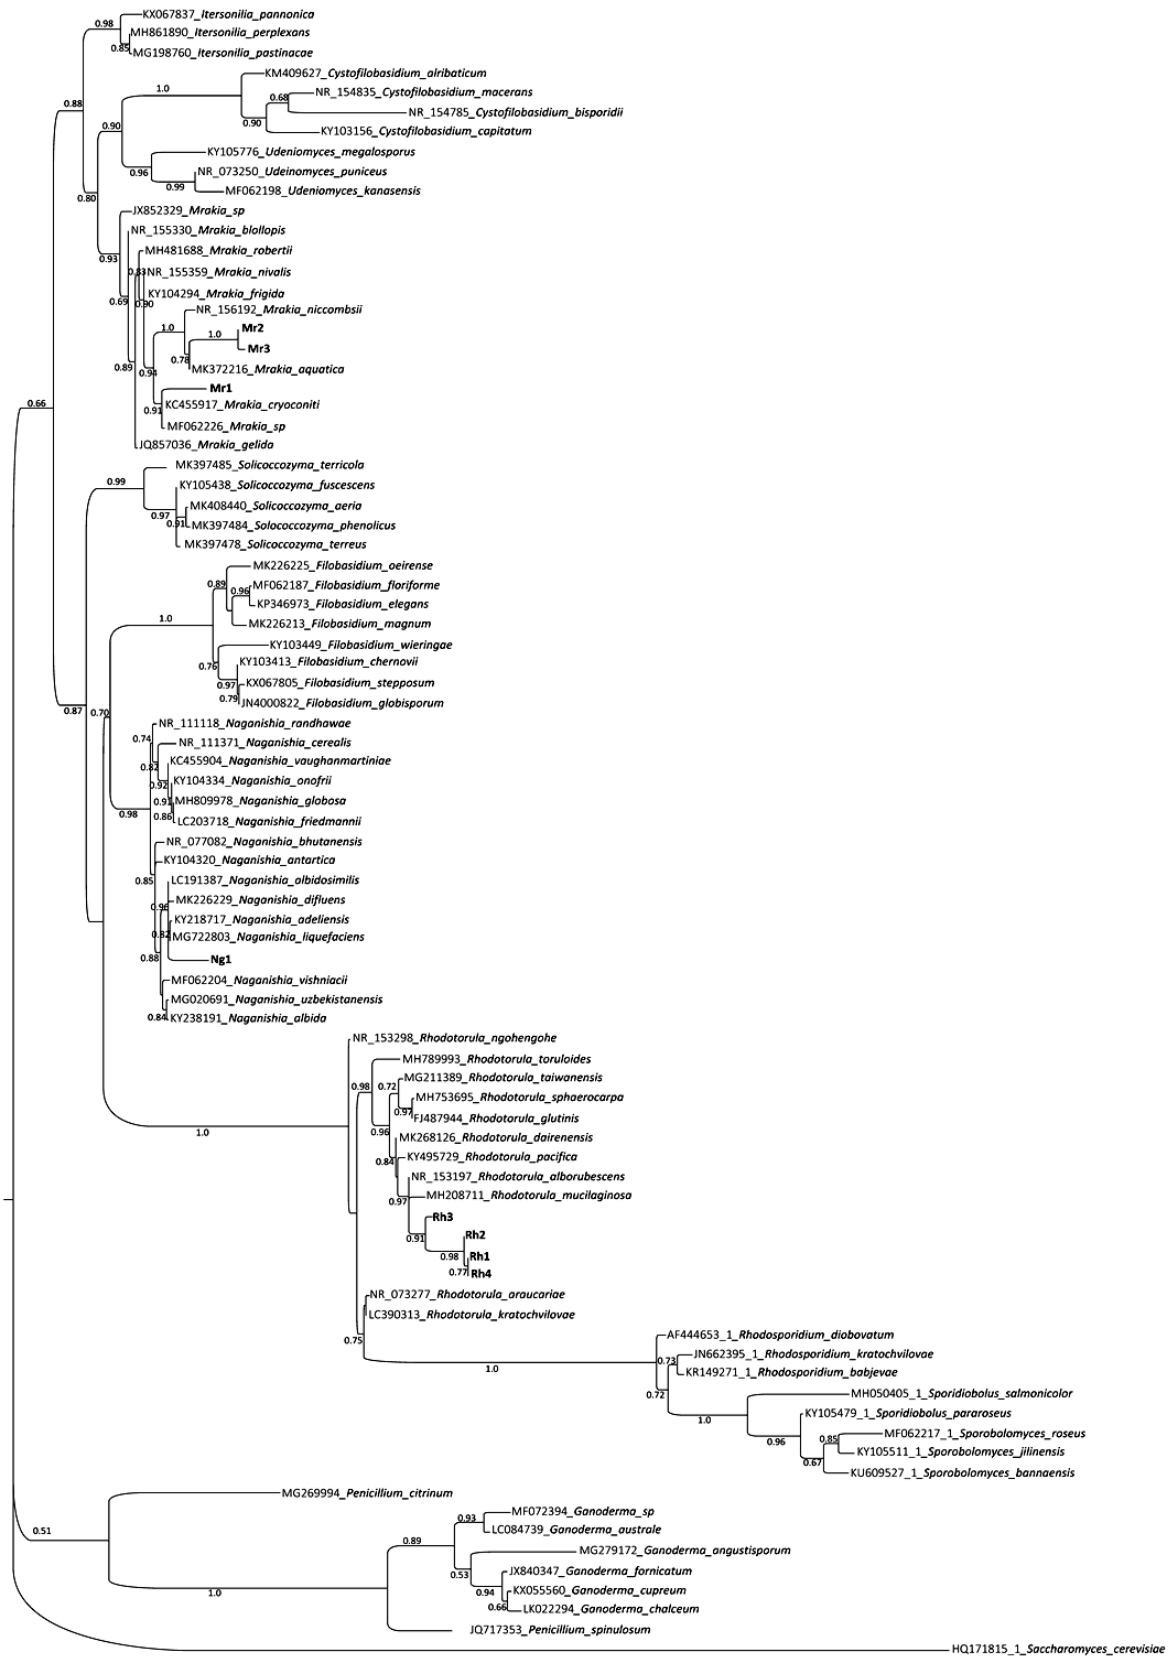 KX067837_Itersonilia_pannonica
0.98
MH861890_Itersonilia_perplexans
0.85
MG198760_Itersonilia_pastinacae
KM409627_Cystofilobasidium_alribaticum
1.0
0.88
NR_154835_Cystofilobasidium_macerans
0.68
NR_154785_Cystofilobasidium_bisporidii
0.90
0.90
KY103156_Cystofilobasidium_capitatum
KY105776_Udeniomyces_megalosporus
0.96
NR_073250_Udeinomyces_puniceus
0.99
MF062198_Udeniomyces_kanasensis
0.80
JX852329_Mrakia_sp
NR_155330_Mrakia_blollopis
MH481688_Mrakia_robertii
0.93
0.83
NR_155359_Mrakia_nivalis
KY104294_Mrakia_frigida
0.69
0.90
NR_156192_Mrakia_niccombsii
1.0
Mr2
1.0
Mr3
0.78
0.89
0.94
MK372216_Mrakia_aquatica
Mr1
0.66
KC455917_Mrakia_cryoconiti
0.91
MF062226_Mrakia_sp
JQ857036_Mrakia_gelida
MK397485_Solicoccozyma_terricola
0.99
KY105438_Solicoccozyma_fuscescens
MK408440_Solicoccozyma_aeria
0.97
0.91
MK397484_Solococcozyma_phenolicus
MK397478_Solicoccozyma_terreus
MK226225_Filobasidium_oeirense
0.89
MF062187_Filobasidium_floriforme
0.96
KP346973_Filobasidium_elegans
1.0
MK226213_Filobasidium_magnum
KY103449_Filobasidium_wieringae
0.76
KY103413_Filobasidium_chernovii
0.97
KX067805_Filobasidium_stepposum
0.79
JN4000822_Filobasidium_globisporum
0.87
0.70
NR_111118_Naganishia_randhawae
0.74
NR_111371_Naganishia_cerealis
0.82
KC455904_Naganishia_vaughanmartiniae
0.92
KY104334_Naganishia_onofrii
0.91
MH809978_Naganishia_globosa
0.98
0.86
LC203718_Naganishia_friedmannii
NR_077082_Naganishia_bhutanensis
KY104320_Naganishia_antartica
0.85
LC191387_Naganishia_albidosimilis
MK226229_Naganishia_difluens
0.96
KY218717_Naganishia_adeliensis
0.82
MG722803_Naganishia_liquefaciens
0.88
Ng1
MF062204_Naganishia_vishniacii
MG020691_Naganishia_uzbekistanensis
0.84
KY238191_Naganishia_albida
NR_153298_Rhodotorula_ngohengohe
MH789993_Rhodotorula_toruloides
0.98
0.72
MG211389_Rhodotorula_taiwanensis
MH753695_Rhodotorula_sphaerocarpa
0.97
FJ487944_Rhodotorula_glutinis
1.0
0.96
MK268126_Rhodotorula_dairenensis
0.84
KY495729_Rhodotorula_pacifica
NR_153197_Rhodotorula_alborubescens
0.97
MH208711_Rhodotorula_mucilaginosa
Rh3
0.91
Rh2
0.98
Rh1
0.77
Rh4
NR_073277_Rhodotorula_araucariae
LC390313_Rhodotorula_kratochvilovae
0.75
AF444653_1_Rhodosporidium_diobovatum
1.0
0.73
JN662395_1_Rhodosporidium_kratochvilovae
KR149271_1_Rhodosporidium_babjevae
0.72
MH050405_1_Sporidiobolus_salmonicolor
1.0
KY105479_1_Sporidiobolus_pararoseus
0.96
0.85
MF062217_1_Sporobolomyces_roseus
KY105511_1_Sporobolomyces_jilinensis
0.67
KU609527_1_Sporobolomyces_bannaensis
MG269994_Penicillium_citrinum
0.51
MF072394_Ganoderma_sp
0.93
LC084739_Ganoderma_australe
0.89
MG279172_Ganoderma_angustisporum
0.53
JX840347_Ganoderma_fornicatum
1.0
0.94
KX055560_Ganoderma_cupreum
0.66
LK022294_Ganoderma_chalceum
JQ717353_Penicillium_spinulosum
HQ171815_1_Saccharomyces_cerevisiae